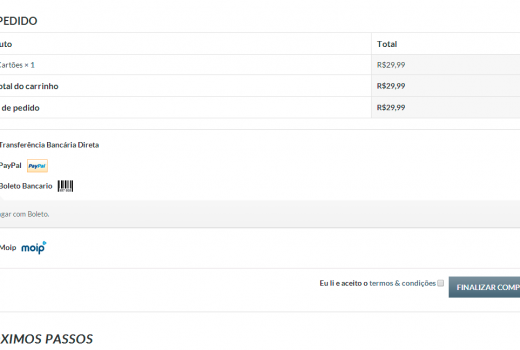 PEDIDO
uto Total
Cartões × 1 R$29,99
otal do carrinho R$29,99
de pedido R$29,99
Transferência Bancária Direta
PayPal PayPal
Boleto Bancario
agar com Boleto.
Moip moip
Eu li e aceito o termos & condições
FINALIZAR COMP
XIMOS PASSOS